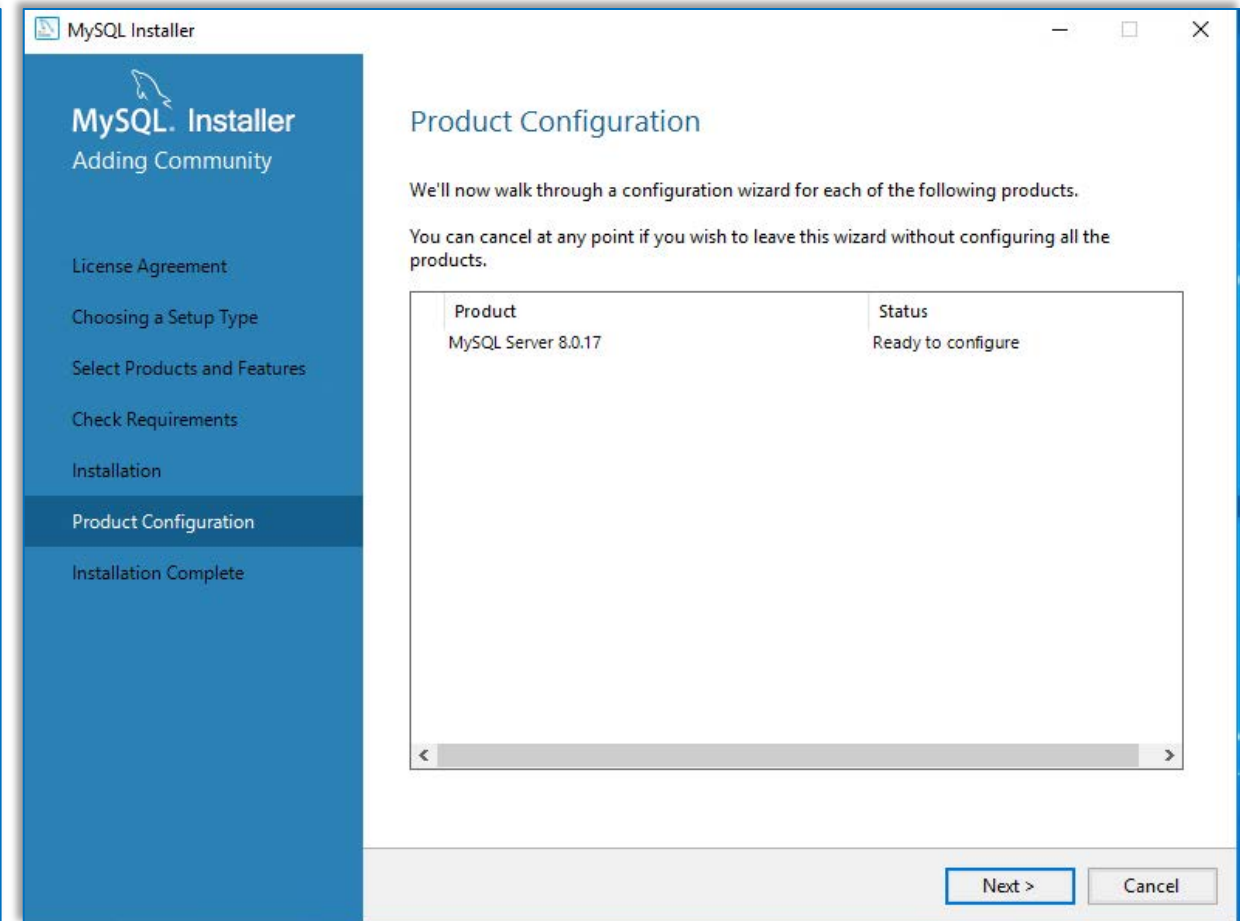 MySQL Installer
MySQL. Installer
Adding Community
License Agreement
Choosing a Setup Type
Select Products and Features
Check Requirements
Installation
Product Configuration
Installation Complete
Product Configuration
We'll now walk through a configuration wizard for each of the following products.
You can cancel at any point if you wish to leave this wizard without configuring all the
products.
Product Status
MySQL Server 8.0.17 Ready to configure
Next > Cancel